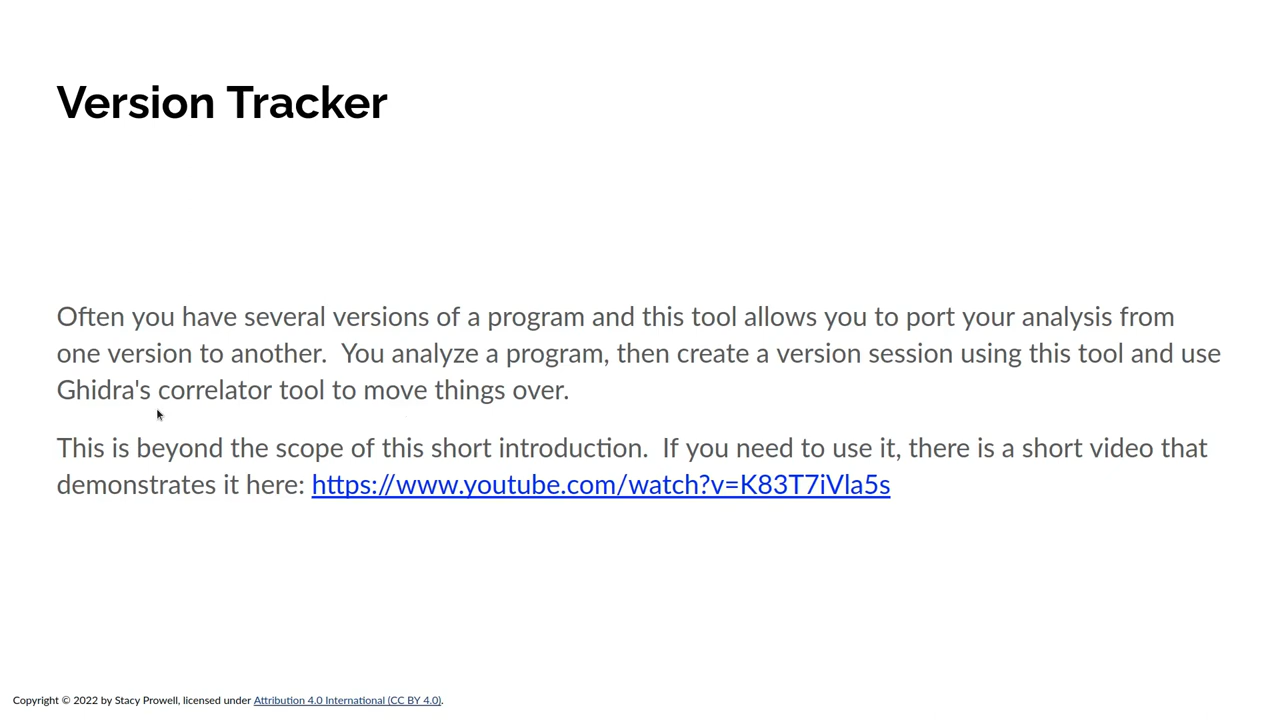 Version Tracker
Often you have several versions of a program and this tool allows you to port your analysis from
one version to another.  You analyze a program, then create a version session using this tool and use
Ghidra's correlator tool to move things over.
This is beyond the scope of this short introduction.  If you need to use it, there is a short video that
demonstrates it here: https://www.youtube.com/watch?v=K83T7iVla5s
Copyright © 2022 by Stacy Prowell, licensed under Attribution 4.0 International (CC BY 4.0).